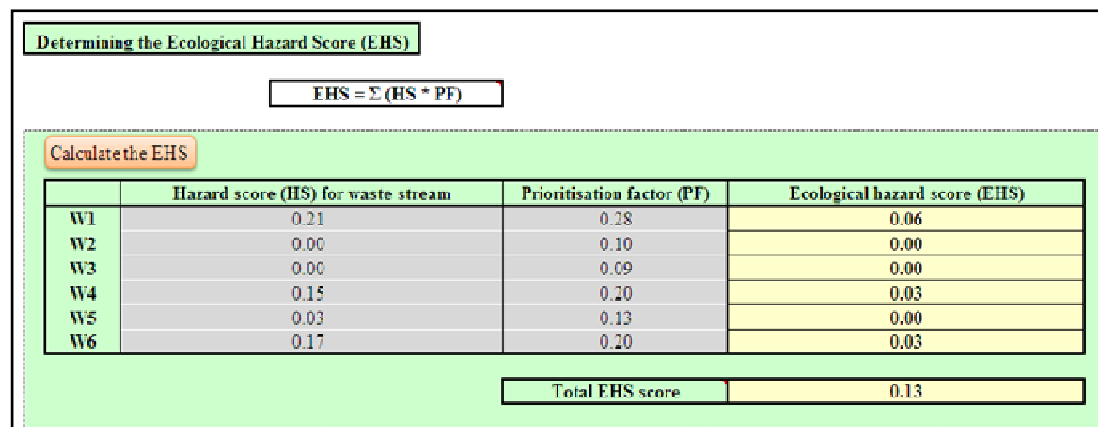 Determining the Ecological Hazard Score (EHS)
EHS = Σ (HS * PF)
Calculate the EHS
Hazard score (HS) for waste stream Prioritisation factor (PF) Ecological hazard score (EHS)
W1 0.21 0.28 0.06
W2 0.00 0.10 0.00
W3 0.00 0.09 0.00
W4 0.15 0.20 0.03
W5 0.03 0.13 0.00
W6 0.17 0.20 0.03
Total EHS score 0.13